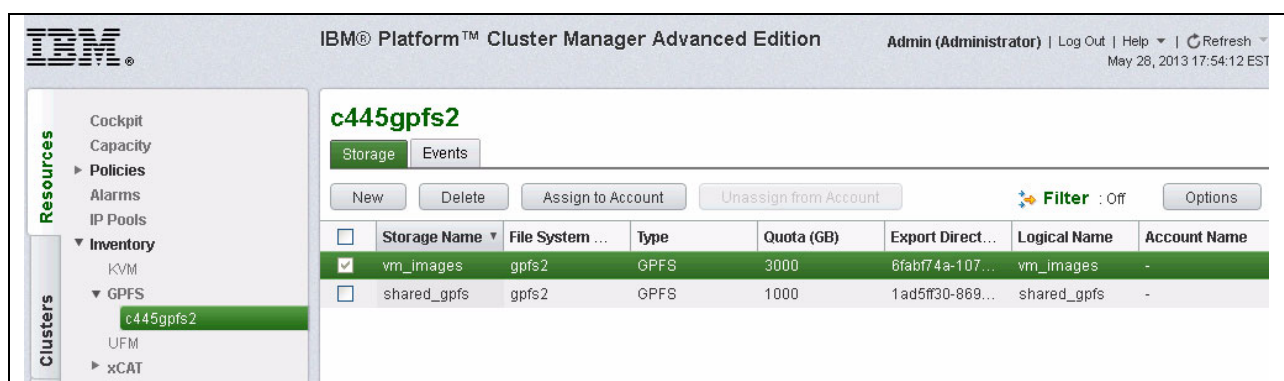 IBM®
IBM® Platform™ Cluster Manager Advanced Edition
Admin (Administrator) | Log Out | Help | Refresh
May 28, 2013 17:54:12 EST
Resources
Clusters
Cockpit
Capacity
Policies
Alarms
IP Pools
Inventory
KVM
GPFS
c445gpfs2
UFM
xCAT
c445gpfs2
Storage Events
New Delete Assign to Account Unassign from Account Filter : Off Options
Storage Name File System ... Type Quota (GB) Export Direct... Logical Name Account Name
vm_images gpfs2 GPFS 3000 6fabf74a-107... vm_images -
shared_gpfs gpfs2 GPFS 1000 1ad5ff30-869... shared_gpfs -